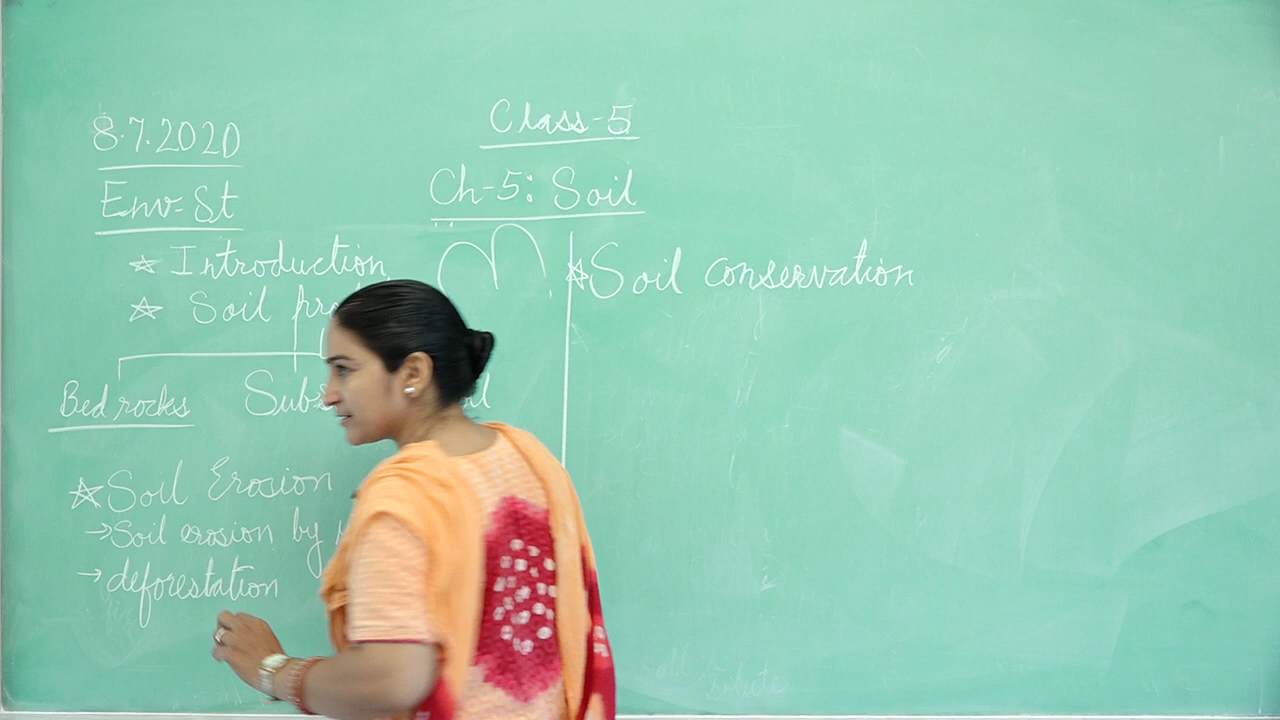 8.7.2020
Class-5
Env-St
Ch-5: Soil
☆ Introduction
☆ Soil
Bed rocks
☆ Soil Erosion
→ Soil erosion by
→ deforestation
☆ Soil conservation